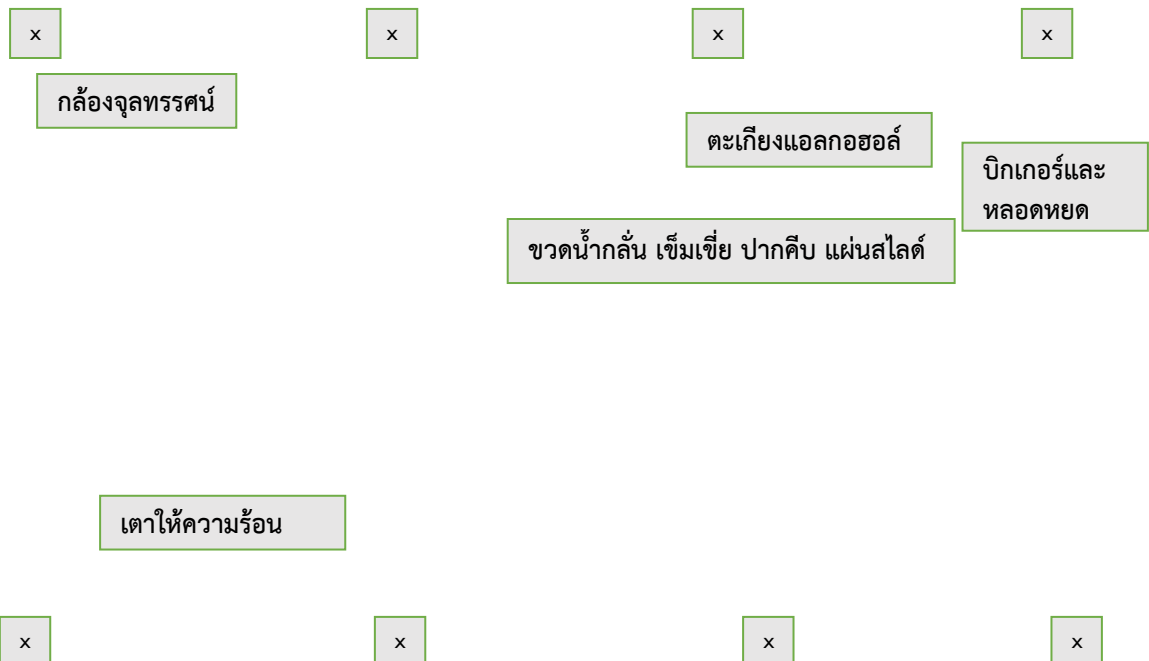 x
x
x
x
กล้องจุลทรรศน์
ตะเกียงแอลกอฮอล์
บิกเกอร์และ
หลอดหยด
ขวดน้ำกลั่น เข็มเขี่ย ปากคีบ แผ่นสไลด์
เตาให้ความร้อน
x
x
x
x